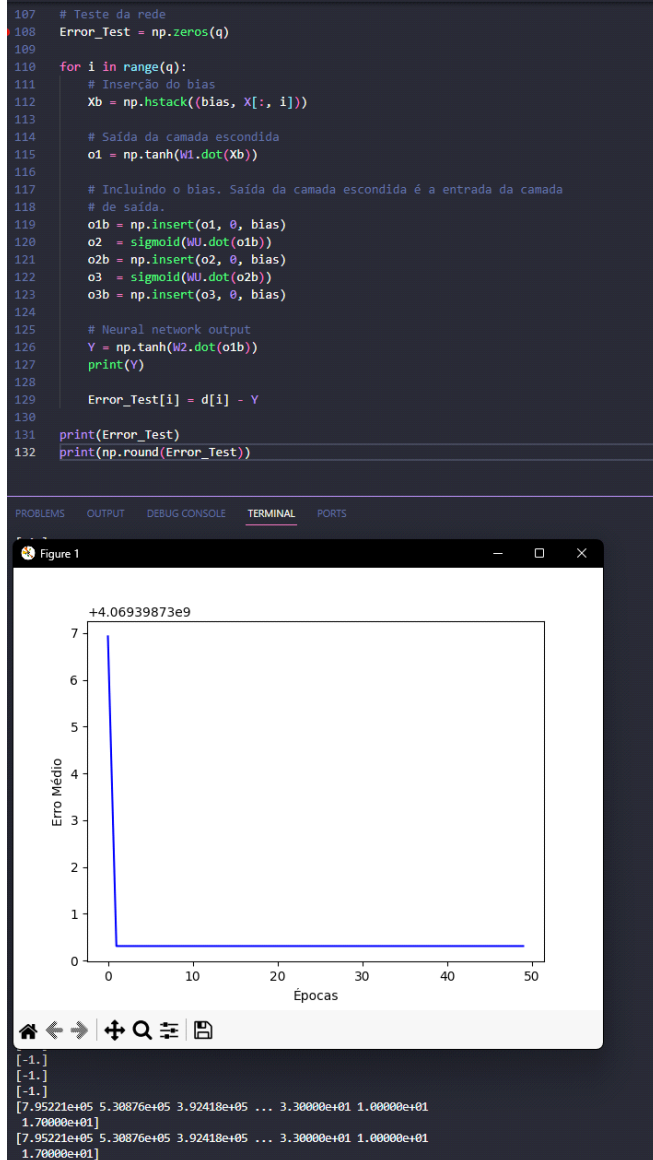 107 # Teste da rede
108 Error_Test = np.zeros(q)
109
110 for i in range(q):
111 # Inserção do bias
112 Xb = np.hstack((bias, X[:, i]))
113
114 # Saída da camada escondida
115 o1 = np.tanh(W1.dot(Xb))
116
117 # Incluindo o bias. Saída da camada escondida é a entrada da camada
118 # de saída.
119 o1b = np.insert(o1, 0, bias)
120 o2 = sigmoid(WU.dot(o1b))
121 o2b = np.insert(o2, 0, bias)
122 o3 = sigmoid(WU.dot(o2b))
123 o3b = np.insert(o3, 0, bias)
124
125 # Neural network output
126 Y = np.tanh(W2.dot(o1b))
127 print(Y)
128
129 Error_Test[i] = d[i] - Y
130
131 print(Error_Test)
132 print(np.round(Error_Test))
PROBLEMS OUTPUT DEBUG CONSOLE TERMINAL PORTS
Figure 1
+4.06939873e9
7
6
5
4
3
2
1
0
Erro Médio
0 10 20 30 40 50
Épocas
[-1.]
[-1.]
[-1.]
[7.95221e+05 5.30876e+05 3.92418e+05 ... 3.30000e+01 1.00000e+01
1.70000e+01]
[7.95221e+05 5.30876e+05 3.92418e+05 ... 3.30000e+01 1.00000e+01
1.70000e+01]